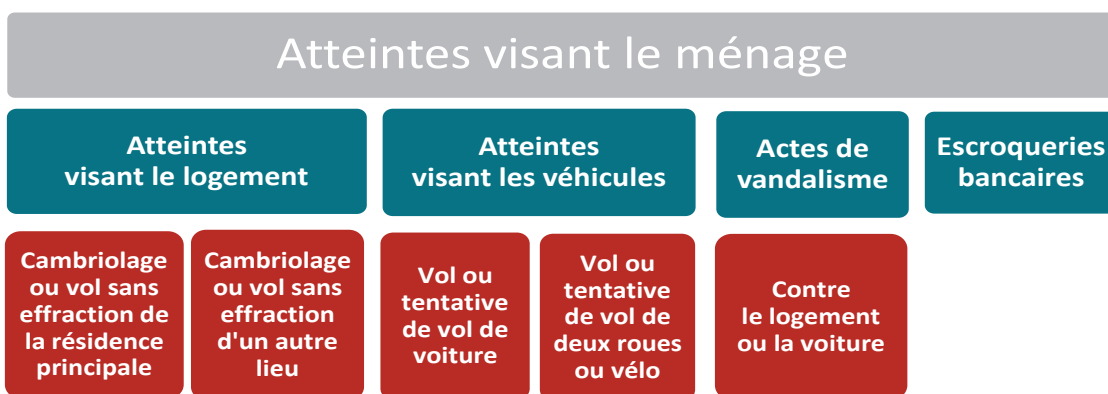 Atteintes visant le ménage
Atteintes
visant le logement
Atteintes
visant les véhicules
Actes de
vandalisme
Escroqueries
bancaires
Cambriolage
ou vol sans
effraction de
la résidence
principale
Cambriolage
ou vol sans
effraction
d'un autre
lieu
Vol ou
tentative
de vol de
voiture
Vol ou
tentative
de vol de
deux roues
ou vélo
Contre
le logement
ou la voiture